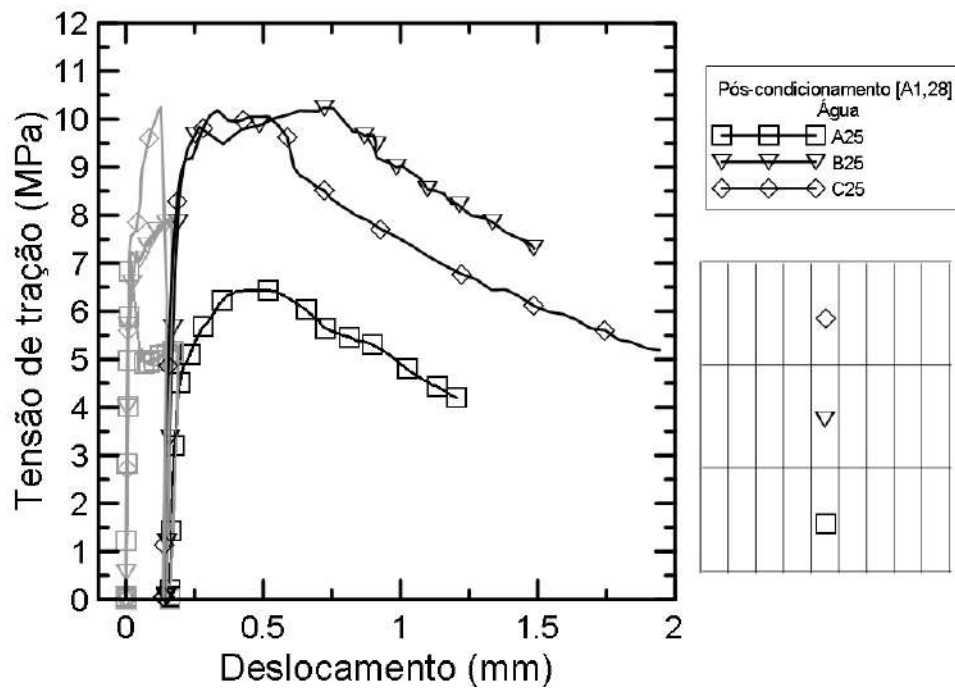 Tensão de tração (MPa)
12
11
10
9
8
7
6
5
4
3
2
1
0
0
0.5
1
1.5
2
Deslocamento (mm)
Pós-condicionamento [A1,28]
Água
A25
B25
C25